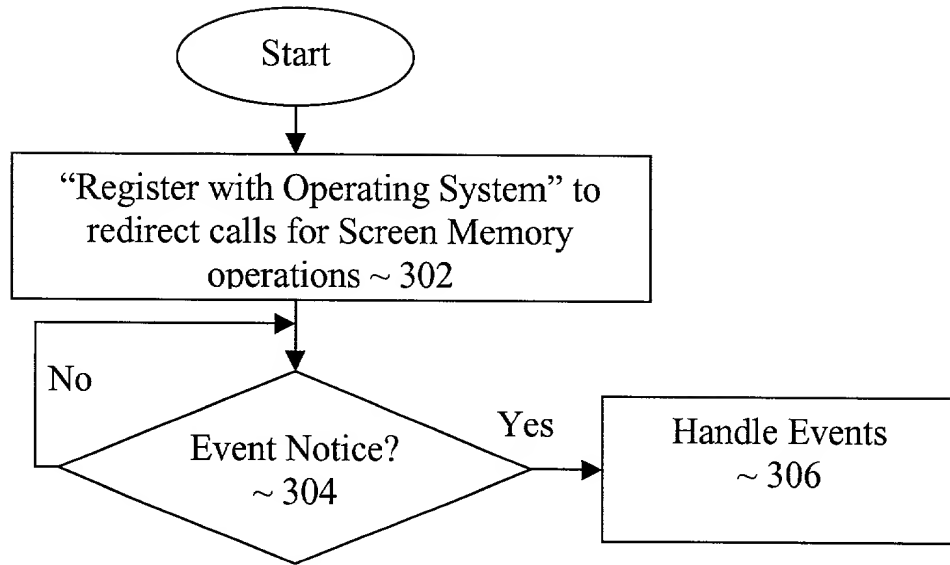 Start
“Register with Operating System” to
redirect calls for Screen Memory
operations ~ 302
No
Event Notice?
~ 304
Yes
Handle Events
~ 306